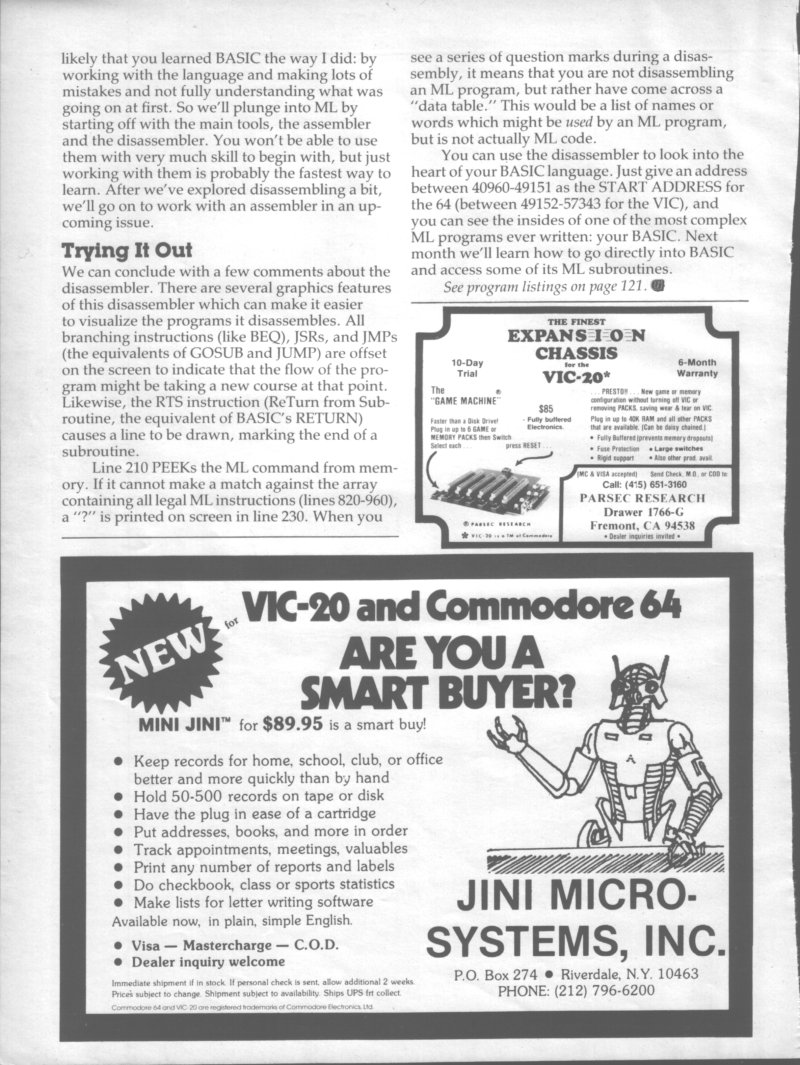 likely that you learned BASIC the way I did: by
working with the language and making lots of
mistakes and not fully understanding what was
going on at first. So we'll plunge into ML by
starting off with the main tools, the assembler
and the disassembler. You won't be able to use
them with very much skill to begin with, but just
working with them is probably the fastest way to
learn. After we've explored disassembling a bit,
we'll go on to work with an assembler in an up-
coming issue.
Trying It Out
We can conclude with a few comments about the
disassembler. There are several graphics features
of this disassembler which can make it easier
to visualize the programs it disassembles. All
branching instructions (like BEQ), JSRs, and JMPs
(the equivalents of GOSUB and JUMP) are offset
on the screen to indicate that the flow of the pro-
gram might be taking a new course at that point.
Likewise, the RTS instruction (ReTurn from Sub-
routine, the equivalent of BASIC's RETURN)
causes a line to be drawn, marking the end of a
subroutine.
Line 210 PEEKs the ML command from mem-
ory. If it cannot make a match against the array
containing all legal ML instructions (lines 820-960),
a "?" is printed on screen in line 230. When you
see a series of question marks during a disas-
sembly, it means that you are not disassembling
an ML program, but rather have come across a
"data table." This would be a list of names or
words which might be used by an ML program,
but is not actually ML code.
You can use the disassembler to look into the
heart of your BASIC language. Just give an address
between 40960-49151 as the START ADDRESS for
the 64 (between 49152-57343 for the VIC), and
you can see the insides of one of the most complex
ML programs ever written: your BASIC. Next
month we'll learn how to go directly into BASIC
and access some of its ML subroutines.
See program listings on page 121.
THE FINEST
EXPANSION
CHASSIS
for the
VIC-20*
10-Day
Trial
6-Month
Warranty
The ®
"GAME MACHINE"
Faster than a Disk Drive!
Plug in up to 6 GAME or
MEMORY PACKS then Switch
Select each . . . press RESET . . .
$85
- Fully buffered
Electronics.
. . . PRESTO!! . . New game or memory
configuration without turning off VIC or
removing PACKS, saving wear & tear on VIC.
Plug in up to 40K RAM and all other PACKS
that are available. (Can be daisy chained.)
• Fully Buffered (prevents memory dropouts)
• Fuse Protection • Large switches
• Rigid support • Also other prod. avail.
® PARSEC RESEARCH
* VIC-20 is a TM of Commodore
(MC & VISA accepted) Send Check, M.O., or COD to:
Call: (415) 651-3160
PARSEC RESEARCH
Drawer 1766-G
Fremont, CA 94538
• Dealer inquiries invited •
NEW
for VIC-20 and Commodore 64
ARE YOU A
SMART BUYER?
MINI JINI™ for $89.95 is a smart buy!
• Keep records for home, school, club, or office
better and more quickly than by hand
• Hold 50-500 records on tape or disk
• Have the plug in ease of a cartridge
• Put addresses, books, and more in order
• Track appointments, meetings, valuables
• Print any number of reports and labels
• Do checkbook, class or sports statistics
• Make lists for letter writing software
Available now, in plain, simple English.
• Visa — Mastercharge — C.O.D.
• Dealer inquiry welcome
Immediate shipment if in stock. If personal check is sent, allow additional 2 weeks.
Prices subject to change. Shipment subject to availability. Ships UPS frt collect.
Commodore 64 and VIC-20 are registered trademarks of Commodore Electronics, Ltd.
JINI MICRO-
SYSTEMS, INC.
P.O. Box 274 • Riverdale, N.Y. 10463
PHONE: (212) 796-6200